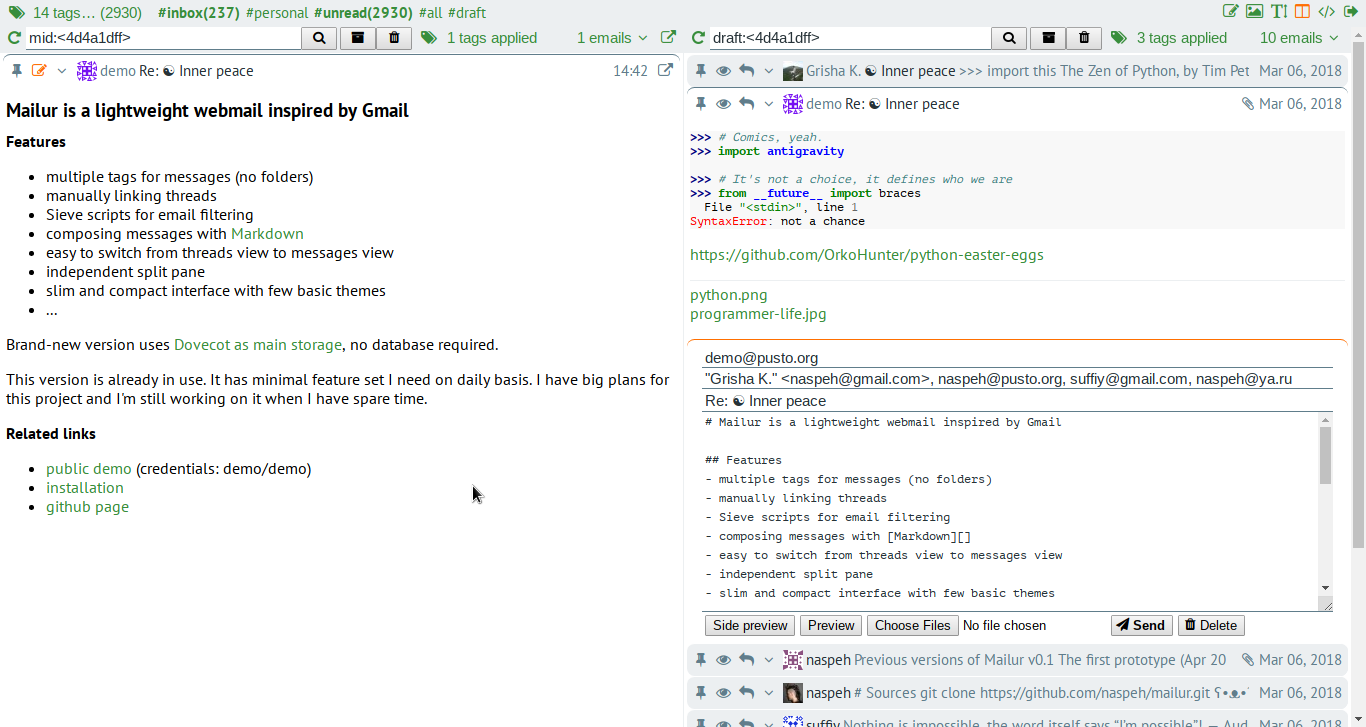 14 tags… (2930) #inbox(237) #personal #unread(2930) #all #draft
mid:<4d4a1dff> 1 tags applied 1 emails
demo Re: ☯ Inner peace 14:42
Mailur is a lightweight webmail inspired by Gmail
Features
• multiple tags for messages (no folders)
• manually linking threads
• Sieve scripts for email filtering
• composing messages with Markdown
• easy to switch from threads view to messages view
• independent split pane
• slim and compact interface with few basic themes
• ...
Brand-new version uses Dovecot as main storage, no database required.
This version is already in use. It has minimal feature set I need on daily basis. I have big plans for
this project and I'm still working on it when I have spare time.
Related links
• public demo (credentials: demo/demo)
• installation
• github page
draft:<4d4a1dff> 3 tags applied 10 emails
Grisha K. ☯ Inner peace >>> import this The Zen of Python, by Tim Pet Mar 06, 2018
demo Re: ☯ Inner peace Mar 06, 2018
>>> # Comics, yeah.
>>> import antigravity
>>> # It's not a choice, it defines who we are
>>> from __future__ import braces
File "<stdin>", line 1
SyntaxError: not a chance
https://github.com/OrkoHunter/python-easter-eggs
python.png
programmer-life.jpg
demo@pusto.org
"Grisha K." <naspeh@gmail.com>, naspeh@pusto.org, suffiy@gmail.com, naspeh@ya.ru
Re: ☯ Inner peace
# Mailur is a lightweight webmail inspired by Gmail
## Features
- multiple tags for messages (no folders)
- manually linking threads
- Sieve scripts for email filtering
- composing messages with [Markdown][]
- easy to switch from threads view to messages view
- independent split pane
- slim and compact interface with few basic themes
Side preview Preview Choose Files No file chosen Send Delete
naspeh Previous versions of Mailur v0.1 The first prototype (Apr 20 Mar 06, 2018
naspeh # Sources git clone https://github.com/naspeh/mailur.git ʕ•ᴥ•ʔ Mar 06, 2018
suffiy Nothing is impossible, the word itself says "I'm possible"! — Aud Mar 06, 2018